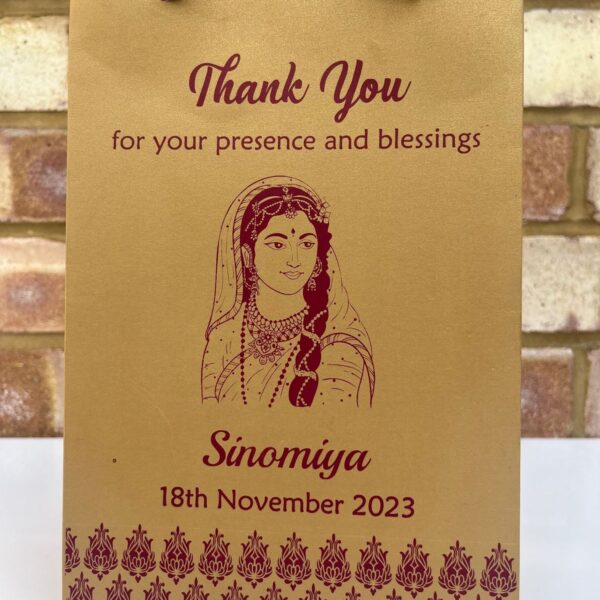 Thank You
for your presence and blessings
Sinomiya
18th November 2023